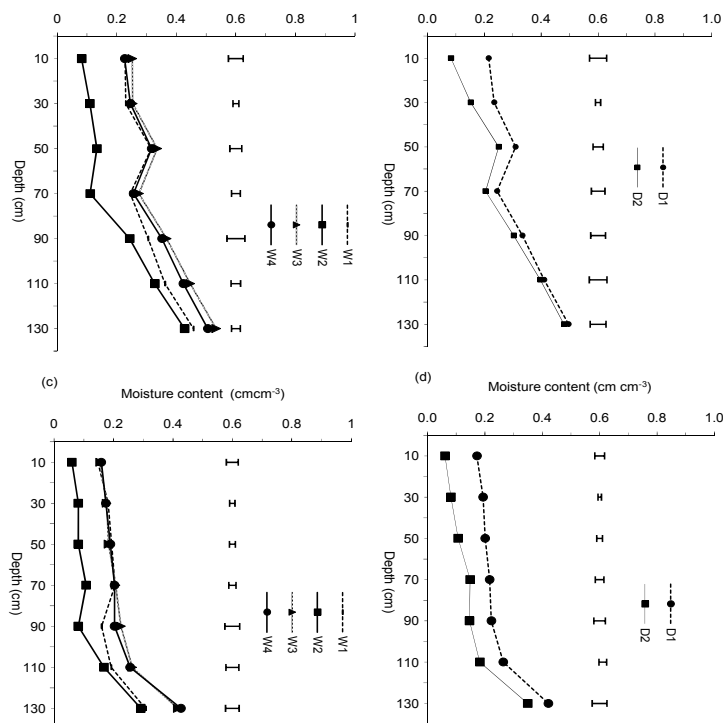 0 0.2 0.4 0.6 0.8 1
10
30
50
70
90
110
130
Depth (cm)
W4
W3
W2
W1
0.0 0.2 0.4 0.6 0.8 1.0
10
30
50
70
90
110
130
Depth (cm)
D2
D1
(c)
Moisture content (cmcm-3)
0 0.2 0.4 0.6 0.8 1
10
30
50
70
90
110
130
Depth (cm)
W4
W3
W2
W1
(d)
Moisture content (cm cm-3)
0.0 0.2 0.4 0.6 0.8 1.0
10
30
50
70
90
110
130
Depth (cm)
D2
D1